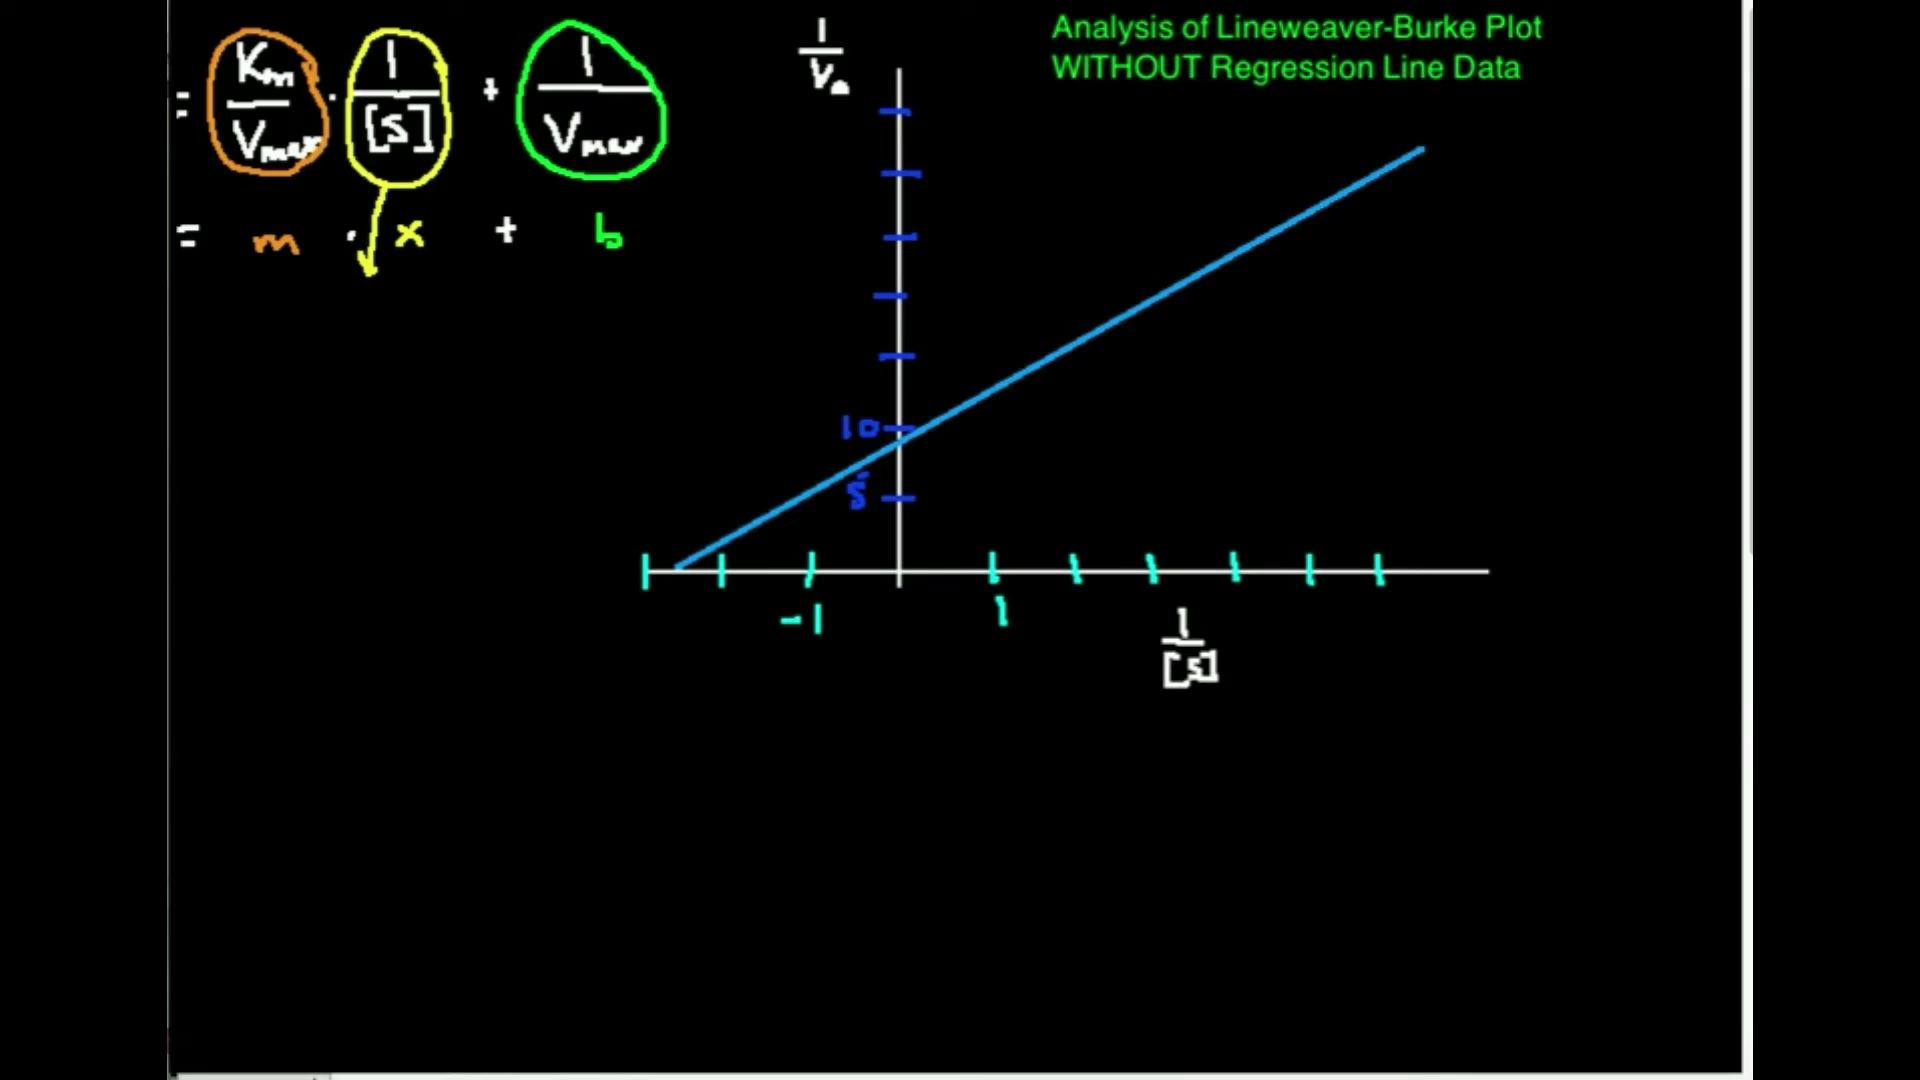 Analysis of Lineweaver-Burke Plot
WITHOUT Regression Line Data
= Km/Vmax · 1/[S] + 1/Vmax
= m · x + b
1/V₀
10
5
-1 1
1/[S]